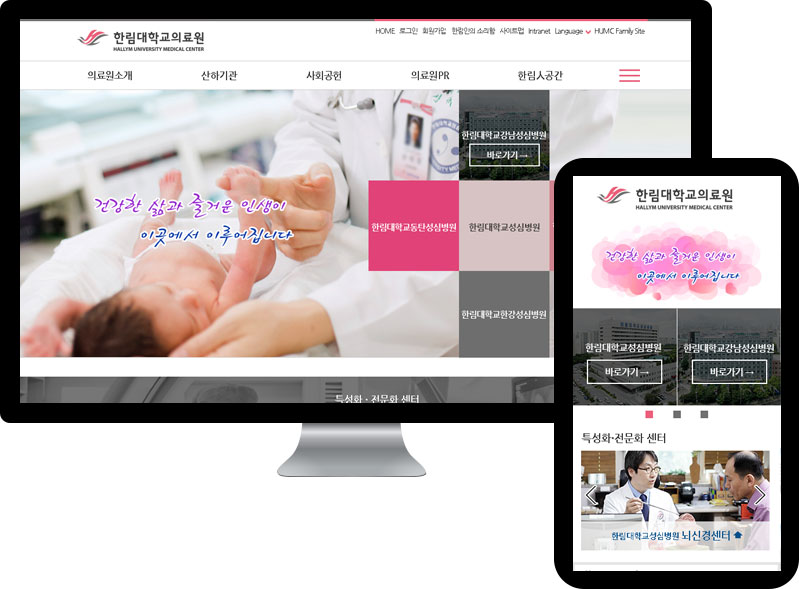 한림대학교의료원
HALLYM UNIVERSITY MEDICAL CENTER
HOME 로그인 회원가입 한림인의 소리함 사이트맵 Intranet Language HUMC Family Site
의료원소개 산하기관 사회공헌 의료원PR 한림人공간
한림대학교강남성심병원
바로가기→
건강한 삶과 즐거운 인생이
이곳에서 이루어집니다
한림대학교동탄성심병원
한림대학교성심병원
한림대학교한강성심병원
특성화 · 전문화 센터
한림대학교의료원
HALLYM UNIVERSITY MEDICAL CENTER
건강한 삶과 즐거운 인생이
이곳에서 이루어집니다
한림대학교성심병원
바로가기→
한림대학교강남성심병원
바로가기→
특성화·전문화 센터
한림대학교성심병원 뇌신경센터